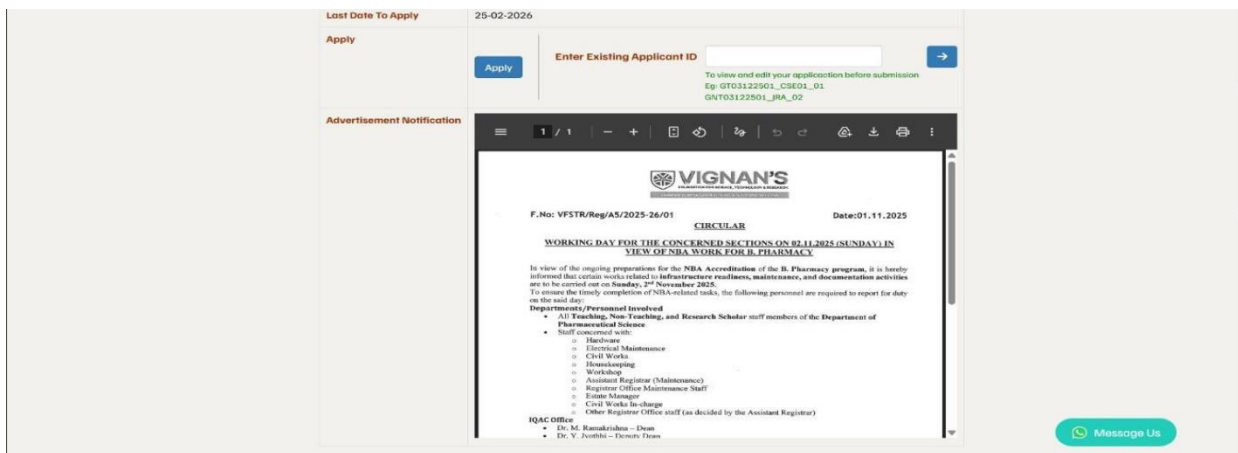 Last Date To Apply 25-02-2026
Apply
Apply Enter Existing Applicant ID
To view and edit your applicaction before submission
Eg: GT03122501_CSE01_01
GNT03122501_JRA_02
Advertisement Notification
1 / 1
VIGNAN'S
FOUNDATION FOR SCIENCE, TECHNOLOGY & RESEARCH
F.No: VFSTR/Reg/A5/2025-26/01 Date:01.11.2025
CIRCULAR
WORKING DAY FOR THE CONCERNED SECTIONS ON 02.11.2025 (SUNDAY) IN
VIEW OF NBA WORK FOR B. PHARMACY
In view of the ongoing preparations for the NBA Accreditation of the B. Pharmacy program, it is hereby
informed that certain works related to infrastructure readiness, maintenance, and documentation activities
are to be carried out on Sunday, 2nd November 2025.
To ensure the timely completion of NBA-related tasks, the following personnel are required to report for duty
on the said day:
Departments/Personnel Involved
• All Teaching, Non-Teaching, and Research Scholar staff members of the Department of
Pharmaceutical Science
• Staff concerned with:
o Hardware
o Electrical Maintenance
o Civil Works
o Housekeeping
o Workshop
o Assistant Registrar (Maintenance)
o Registrar Office Maintenance Staff
o Estate Manager
o Civil Works In-charge
o Other Registrar Office staff (as decided by the Assistant Registrar)
IQAC Office
• Dr. M. Ramakrishna – Dean
• Dr. Y. Jyothhi – Deputy Dean
Message Us